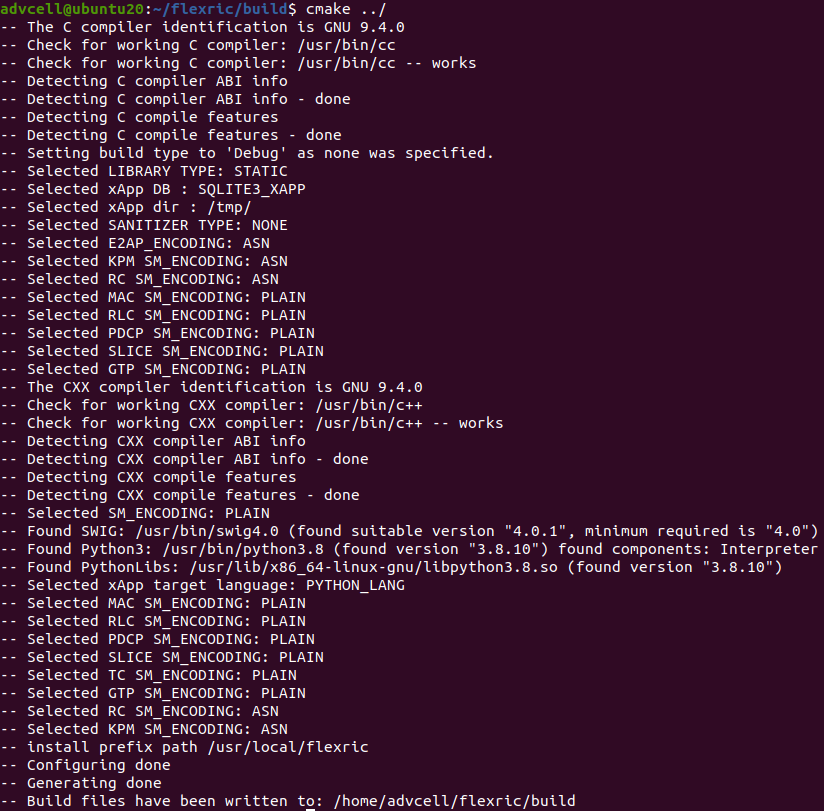 advcell@ubuntu20:~/flexric/build$ cmake ../
-- The C compiler identification is GNU 9.4.0
-- Check for working C compiler: /usr/bin/cc
-- Check for working C compiler: /usr/bin/cc -- works
-- Detecting C compiler ABI info
-- Detecting C compiler ABI info - done
-- Detecting C compile features
-- Detecting C compile features - done
-- Setting build type to 'Debug' as none was specified.
-- Selected LIBRARY TYPE: STATIC
-- Selected xApp DB : SQLITE3_XAPP
-- Selected xApp dir : /tmp/
-- Selected SANITIZER TYPE: NONE
-- Selected E2AP_ENCODING: ASN
-- Selected KPM SM_ENCODING: ASN
-- Selected RC SM_ENCODING: ASN
-- Selected MAC SM_ENCODING: PLAIN
-- Selected RLC SM_ENCODING: PLAIN
-- Selected PDCP SM_ENCODING: PLAIN
-- Selected SLICE SM_ENCODING: PLAIN
-- Selected GTP SM_ENCODING: PLAIN
-- The CXX compiler identification is GNU 9.4.0
-- Check for working CXX compiler: /usr/bin/c++
-- Check for working CXX compiler: /usr/bin/c++ -- works
-- Detecting CXX compiler ABI info
-- Detecting CXX compiler ABI info - done
-- Detecting CXX compile features
-- Detecting CXX compile features - done
-- Selected SM_ENCODING: PLAIN
-- Found SWIG: /usr/bin/swig4.0 (found suitable version "4.0.1", minimum required is "4.0")
-- Found Python3: /usr/bin/python3.8 (found version "3.8.10") found components: Interpreter
-- Found PythonLibs: /usr/lib/x86_64-linux-gnu/libpython3.8.so (found version "3.8.10")
-- Selected xApp target language: PYTHON_LANG
-- Selected MAC SM_ENCODING: PLAIN
-- Selected RLC SM_ENCODING: PLAIN
-- Selected PDCP SM_ENCODING: PLAIN
-- Selected SLICE SM_ENCODING: PLAIN
-- Selected TC SM_ENCODING: PLAIN
-- Selected GTP SM_ENCODING: PLAIN
-- Selected RC SM_ENCODING: ASN
-- Selected KPM SM_ENCODING: ASN
-- install prefix path /usr/local/flexric
-- Configuring done
-- Generating done
-- Build files have been written to: /home/advcell/flexric/build